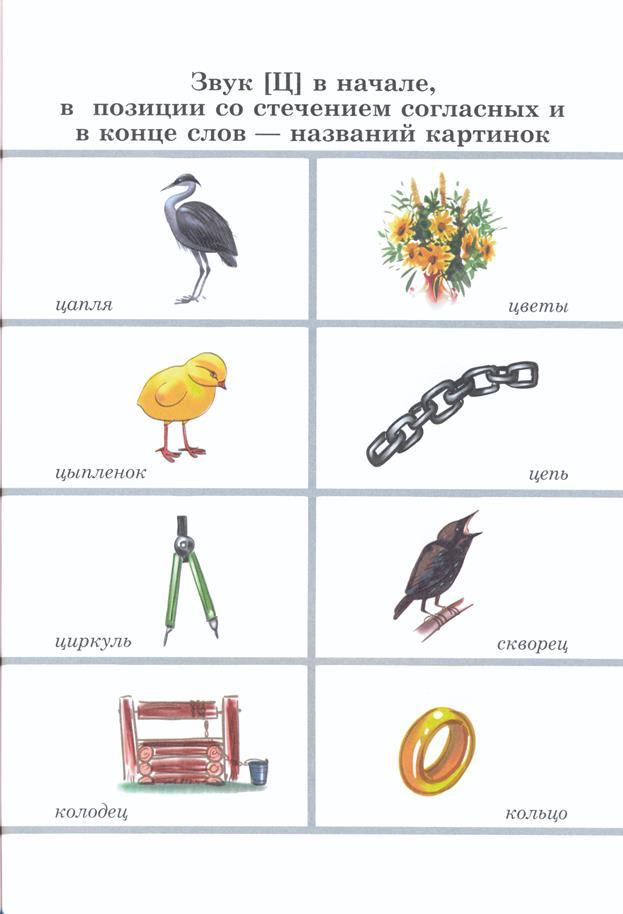 Звук [Ц] в начале,
в позиции со стечением согласных и
в конце слов — названий картинок
цапля
цветы
цыпленок
цепь
циркуль
скворец
колодец
кольцо